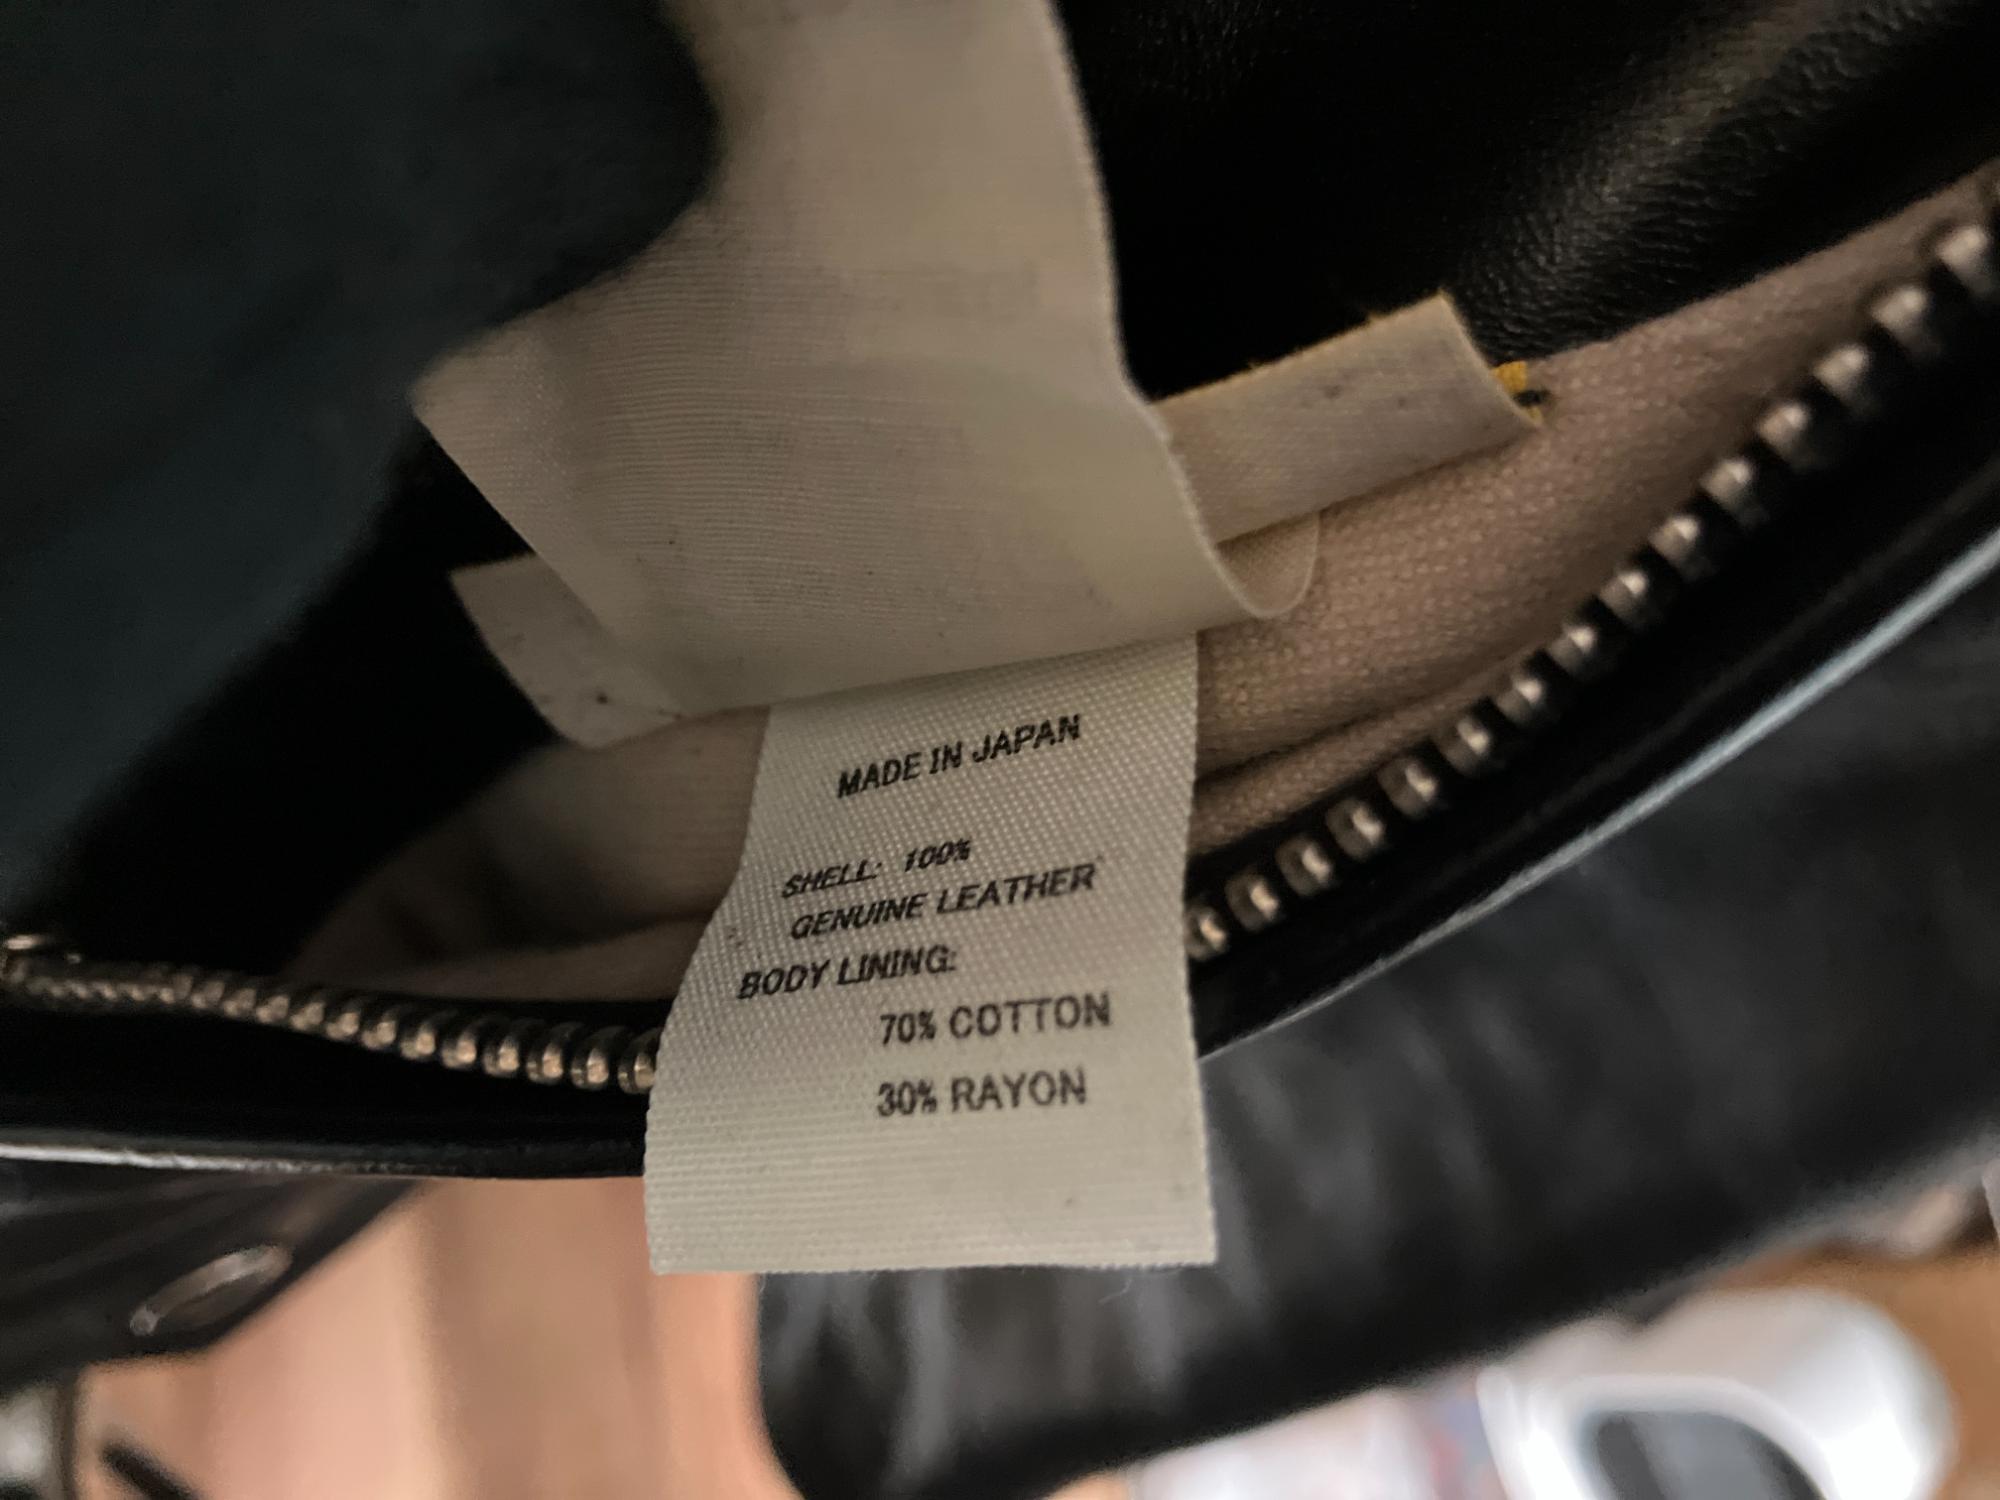 MADE IN JAPAN
SHELL: 100%
GENUINE LEATHER
BODY LINING:
70% COTTON
30% RAYON